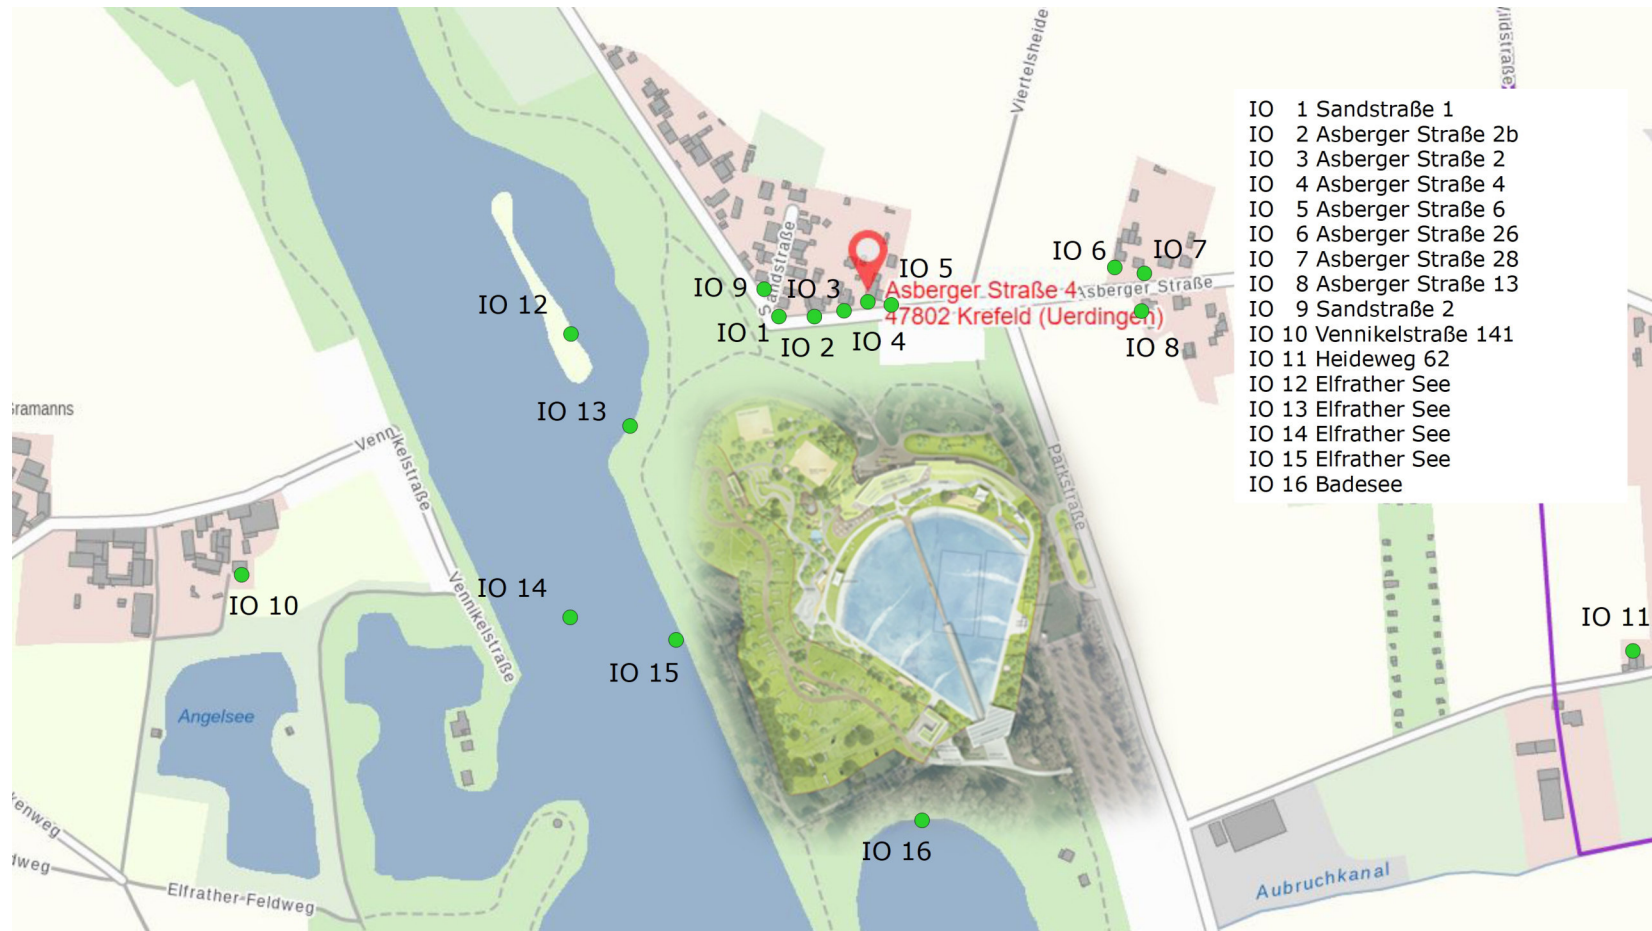 Viertelsheide
Wildstraße
IO 1 Sandstraße 1
IO 2 Asberger Straße 2b
IO 3 Asberger Straße 2
IO 4 Asberger Straße 4
IO 5 Asberger Straße 6
IO 6 Asberger Straße 26
IO 7 Asberger Straße 28
IO 8 Asberger Straße 13
IO 9 Sandstraße 2
IO 10 Vennikelstraße 141
IO 11 Heideweg 62
IO 12 Elfrather See
IO 13 Elfrather See
IO 14 Elfrather See
IO 15 Elfrather See
IO 16 Badesee
IO 6
IO 7
IO 5
IO 9
Sandstraße
IO 3
Asberger Straße 4
Asberger Straße
47802 Krefeld (Uerdingen)
IO 12
IO 1
IO 2
IO 4
IO 8
IO 13
ramanns
Vennikelstraße
Parkstraße
IO 14
Vennikelstraße
IO 10
IO 11
IO 15
Angelsee
kenweg
dweg
IO 16
Elfrather-Feldweg
Aubruchkanal